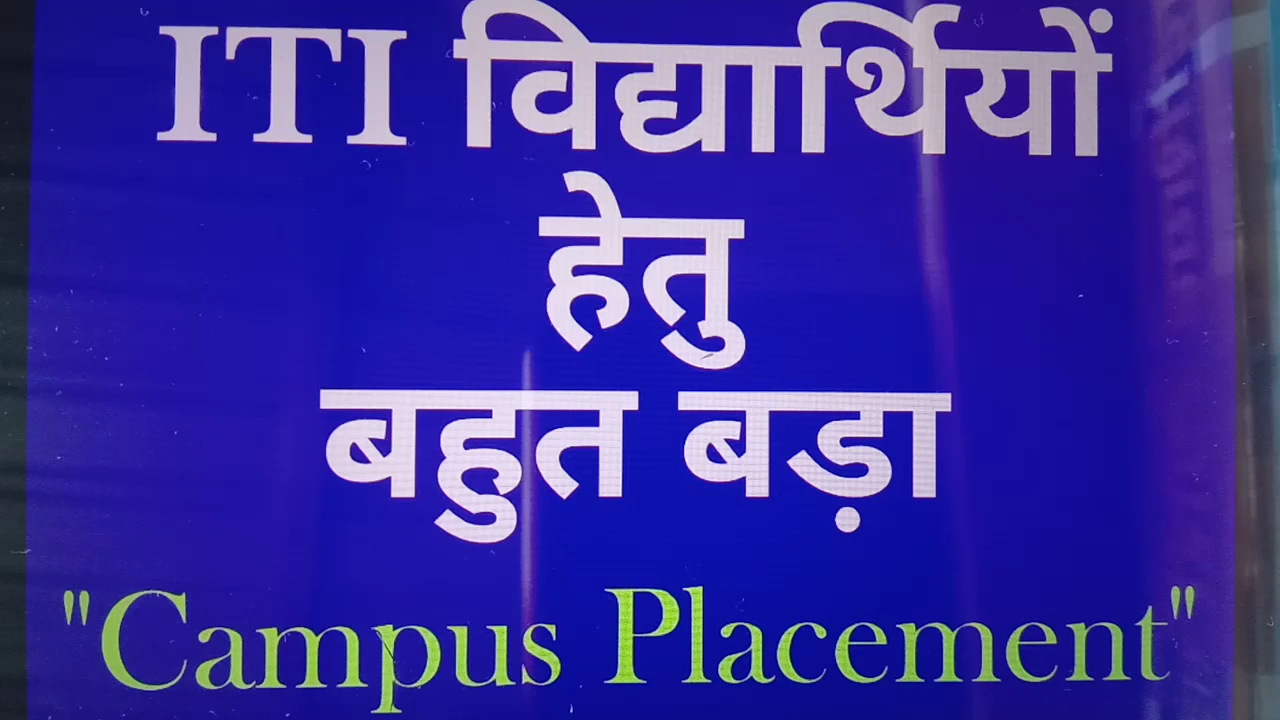 ITI विद्यार्थियों
हेतु
बहुत बड़ा
"Campus Placement"